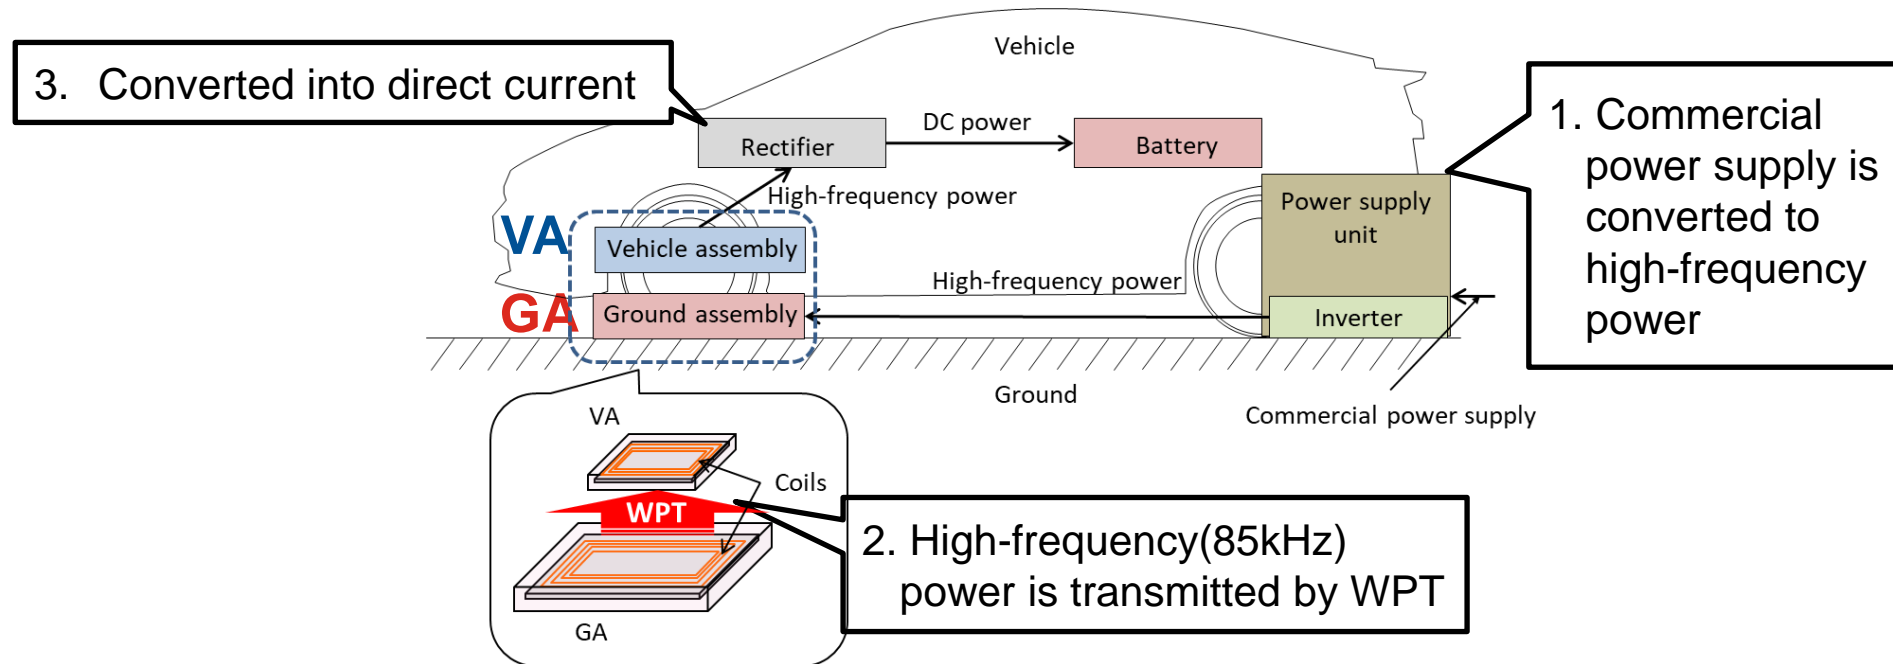 Vehicle
3. Converted into direct current
1. Commercial
power supply is
converted to
high-frequency
power
DC power
Rectifier
Battery
High-frequency power
Power supply
unit
VA
Vehicle assembly
High-frequency power
GA
Ground assembly
Inverter
Ground
Commercial power supply
VA
Coils
WPT
2. High-frequency(85kHz)
power is transmitted by WPT
GA